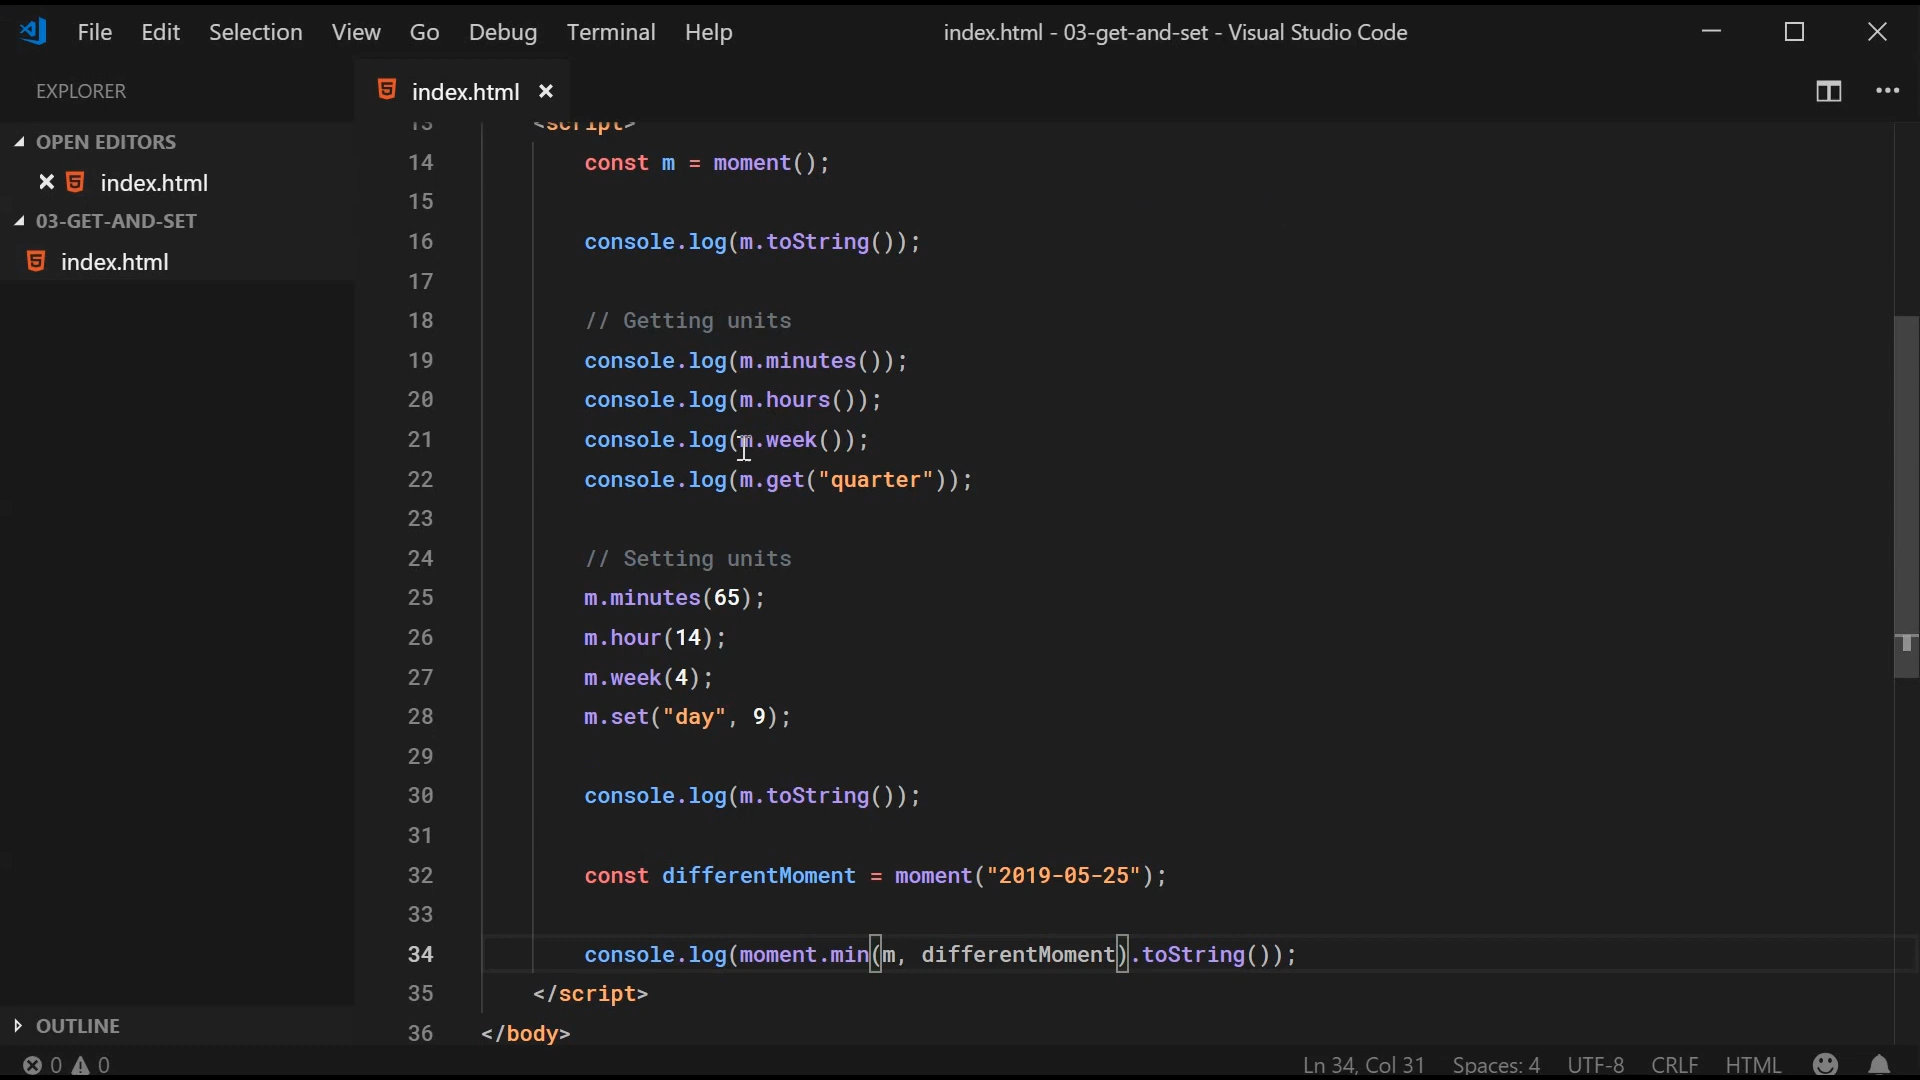 File Edit Selection View Go Debug Terminal Help index.html - 03-get-and-set - Visual Studio Code
EXPLORER
index.html
OPEN EDITORS
index.html
03-GET-AND-SET
index.html
OUTLINE
13 <script>
14 const m = moment();
15
16 console.log(m.toString());
17
18 // Getting units
19 console.log(m.minutes());
20 console.log(m.hours());
21 console.log(m.week());
22 console.log(m.get("quarter"));
23
24 // Setting units
25 m.minutes(65);
26 m.hour(14);
27 m.week(4);
28 m.set("day", 9);
29
30 console.log(m.toString());
31
32 const differentMoment = moment("2019-05-25");
33
34 console.log(moment.min(m, differentMoment).toString());
35 </script>
36 </body>
0 0 Ln 34, Col 31 Spaces: 4 UTF-8 CRLF HTML